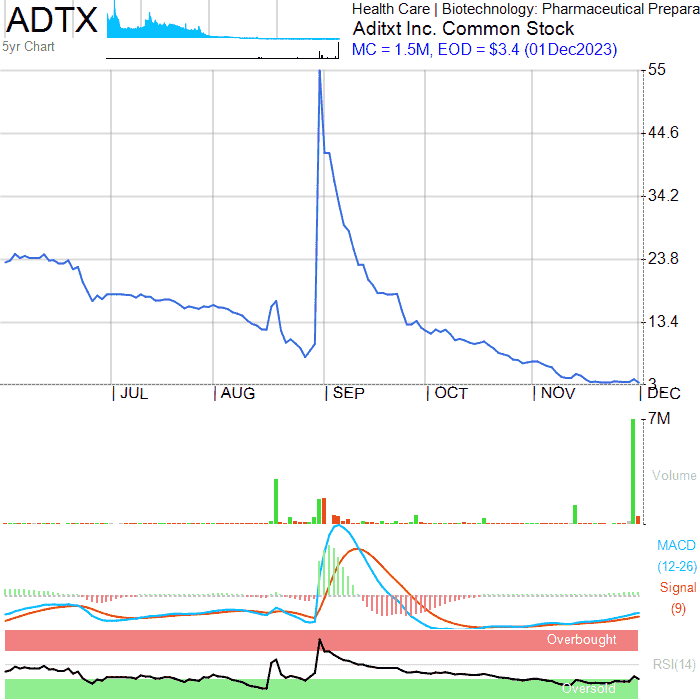 ADTX
5yr Chart
Health Care | Biotechnology: Pharmaceutical Prepara
Aditxt Inc. Common Stock
MC = 1.5M, EOD = $3.4 (01Dec2023)
55
44.6
34.2
23.8
13.4
3
JUL
AUG
SEP
OCT
NOV
DEC
7M
Volume
MACD
(12-26)
Signal
(9)
Overbought
RSI(14)
Oversold